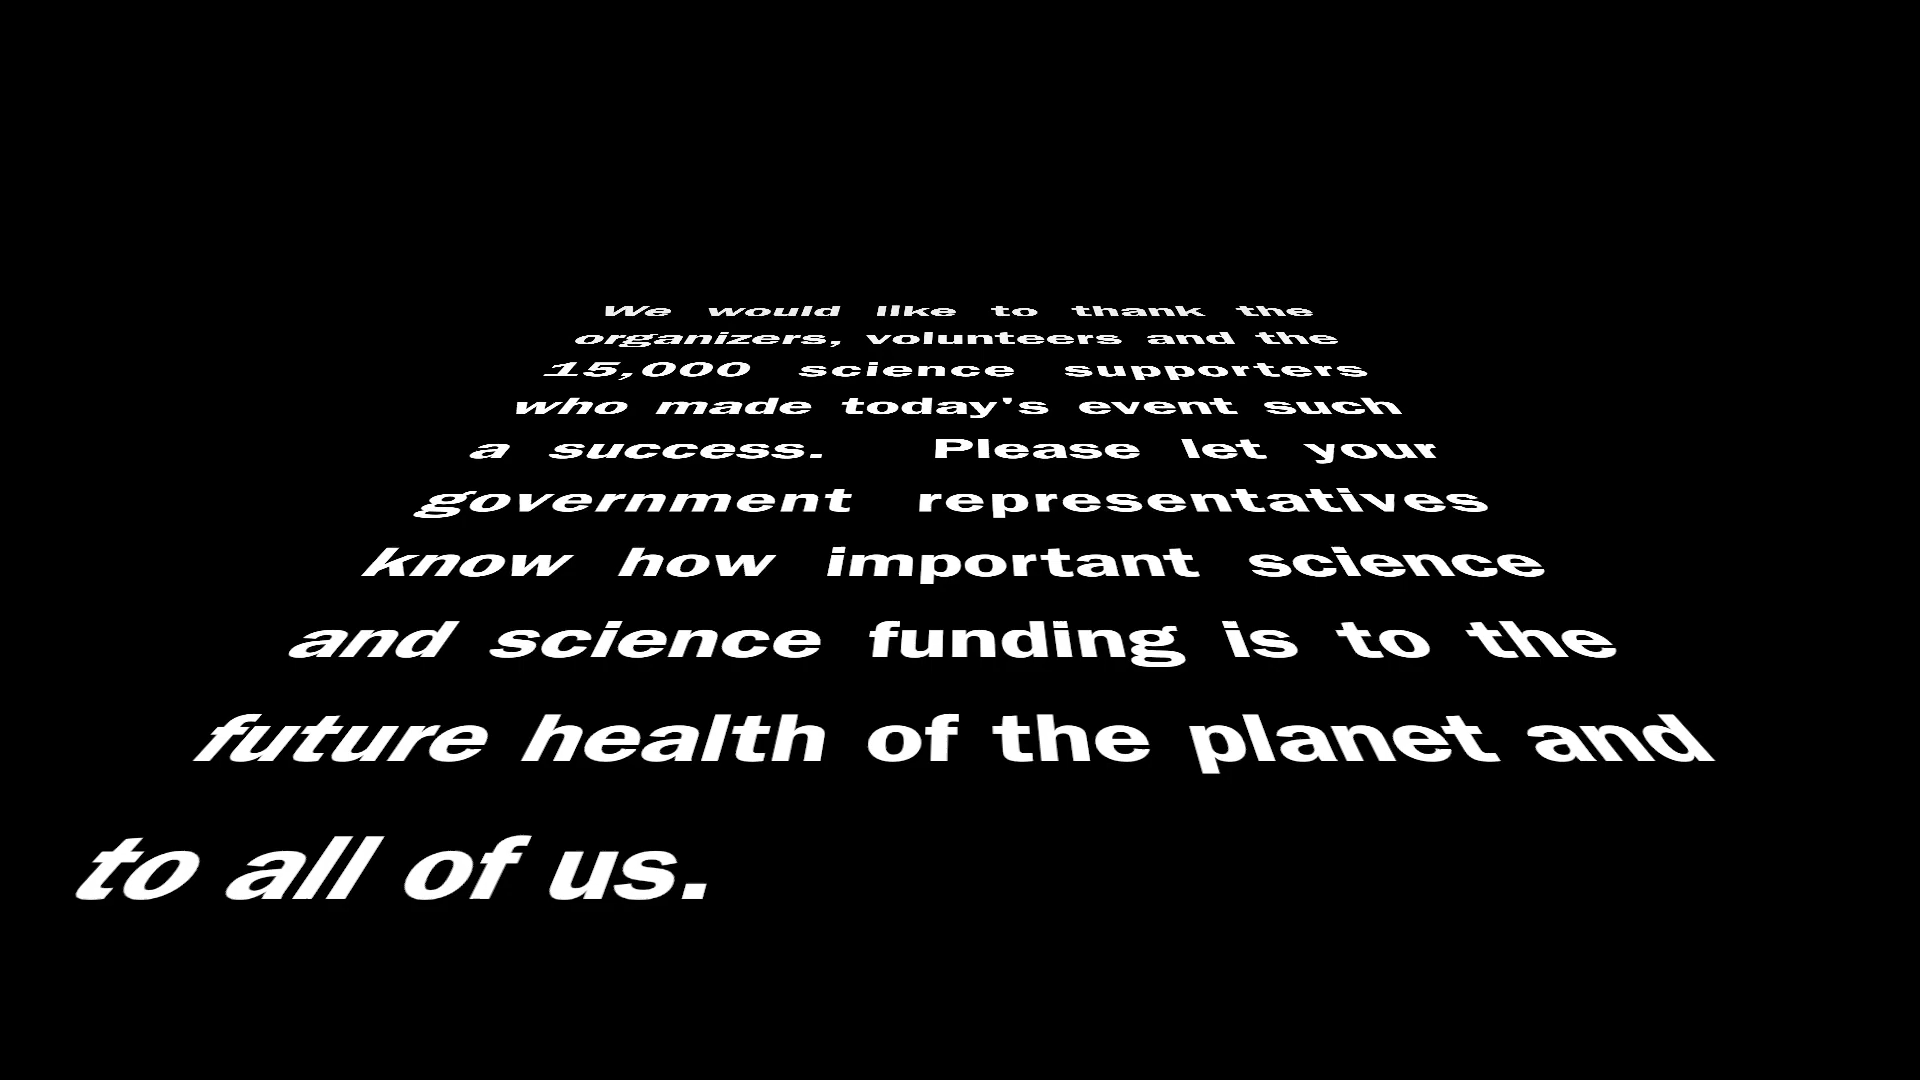 We would like to thank the
organizers, volunteers and the
15,000 science supporters
who made today's event such
a success. Please let your
government representatives
know how important science
and science funding is to the
future health of the planet and
to all of us.